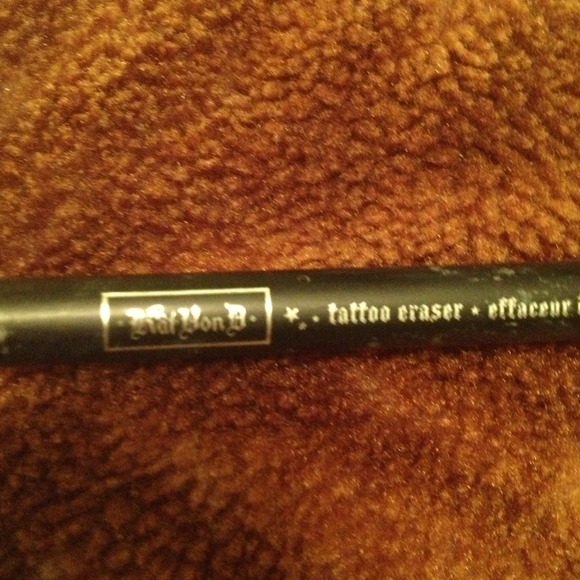 Kat Von D
tattoo eraser ★ effaceur